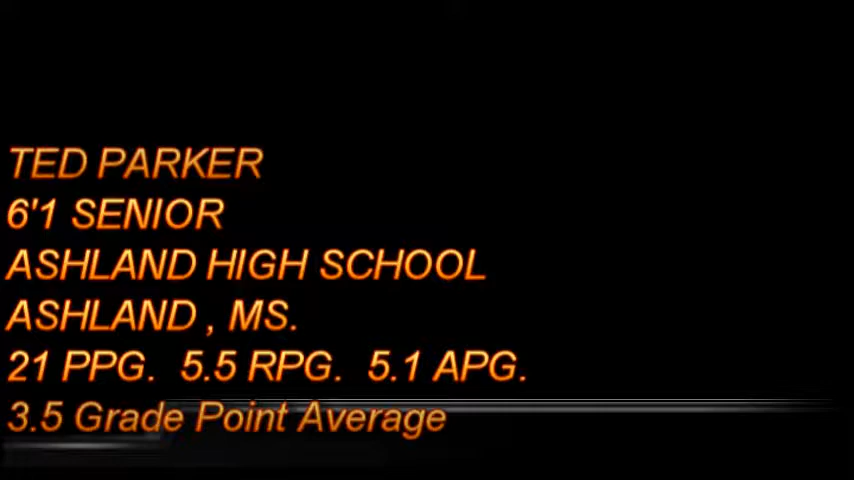 TED PARKER
6'1 SENIOR
ASHLAND HIGH SCHOOL
ASHLAND , MS.
21 PPG.  5.5 RPG.  5.1 APG.
3.5 Grade Point Average